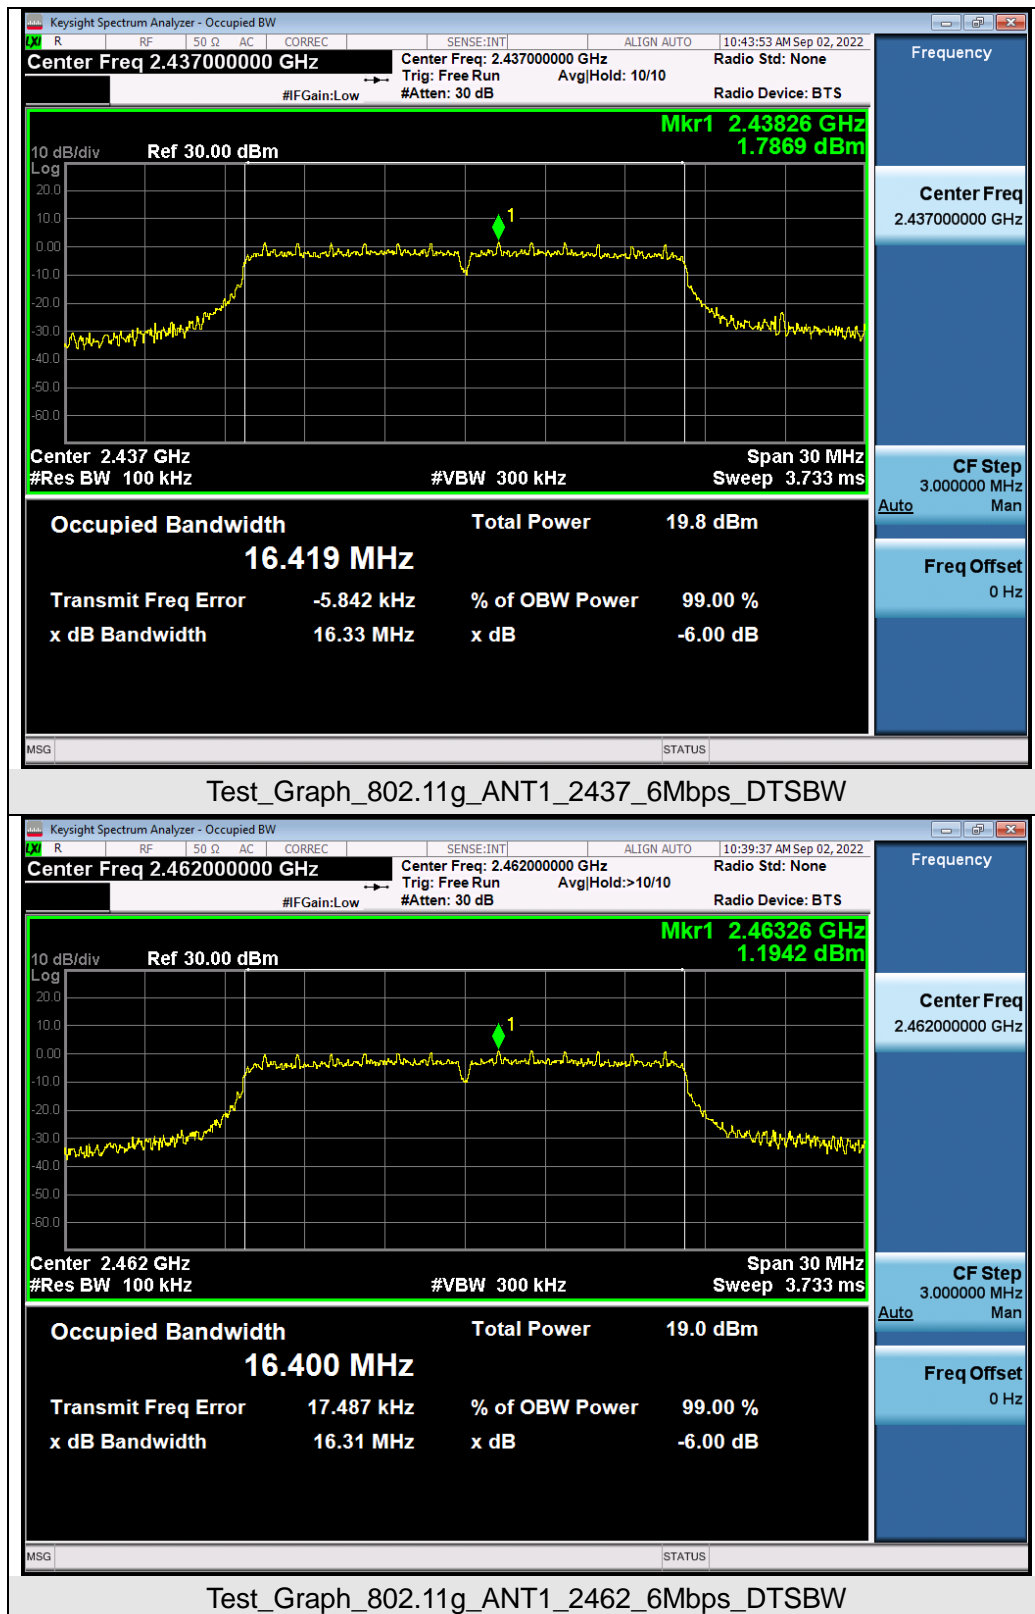 Keysight Spectrum Analyzer - Occupied BW
LXI R RF 50 Ω AC CORREC SENSE:INT ALIGN AUTO 10:43:53 AM Sep 02, 2022
Center Freq 2.437000000 GHz
Center Freq: 2.437000000 GHz
Radio Std: None
Trig: Free Run Avg|Hold: 10/10
#IFGain:Low #Atten: 30 dB Radio Device: BTS
Frequency
Mkr1 2.43826 GHz
1.7869 dBm
10 dB/div Ref 30.00 dBm
Log
20.0
10.0
0.00
-10.0
-20.0
-30.0
-40.0
-50.0
-60.0
1
Center Freq
2.437000000 GHz
Center 2.437 GHz Span 30 MHz
#Res BW 100 kHz #VBW 300 kHz Sweep 3.733 ms
CF Step
3.000000 MHz
Auto Man
Occupied Bandwidth Total Power 19.8 dBm
16.419 MHz
Transmit Freq Error -5.842 kHz % of OBW Power 99.00 %
x dB Bandwidth 16.33 MHz x dB -6.00 dB
Freq Offset
0 Hz
MSG STATUS
Test_Graph_802.11g_ANT1_2437_6Mbps_DTSBW
Keysight Spectrum Analyzer - Occupied BW
LXI R RF 50 Ω AC CORREC SENSE:INT ALIGN AUTO 10:39:37 AM Sep 02, 2022
Center Freq 2.462000000 GHz
Center Freq: 2.462000000 GHz
Radio Std: None
Trig: Free Run Avg|Hold:>10/10
#IFGain:Low #Atten: 30 dB Radio Device: BTS
Frequency
Mkr1 2.46326 GHz
1.1942 dBm
10 dB/div Ref 30.00 dBm
Log
20.0
10.0
0.00
-10.0
-20.0
-30.0
-40.0
-50.0
-60.0
1
Center Freq
2.462000000 GHz
Center 2.462 GHz Span 30 MHz
#Res BW 100 kHz #VBW 300 kHz Sweep 3.733 ms
CF Step
3.000000 MHz
Auto Man
Occupied Bandwidth Total Power 19.0 dBm
16.400 MHz
Transmit Freq Error 17.487 kHz % of OBW Power 99.00 %
x dB Bandwidth 16.31 MHz x dB -6.00 dB
Freq Offset
0 Hz
MSG STATUS
Test_Graph_802.11g_ANT1_2462_6Mbps_DTSBW